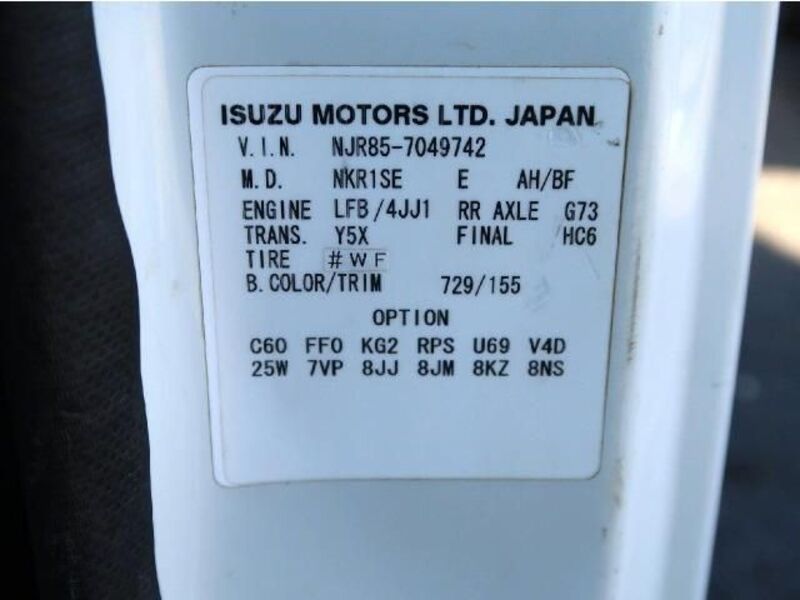 ISUZU MOTORS LTD. JAPAN
V.I.N. NJR85-7049742
M.D. NKR1SE E AH/BF
ENGINE LFB/4JJ1 RR AXLE G73
TRANS. Y5X FINAL HC6
TIRE #WF
B.COLOR/TRIM 729/155
OPTION
C60 FF0 KG2 RPS U69 V4D
25W 7VP 8JJ 8JM 8KZ 8NS